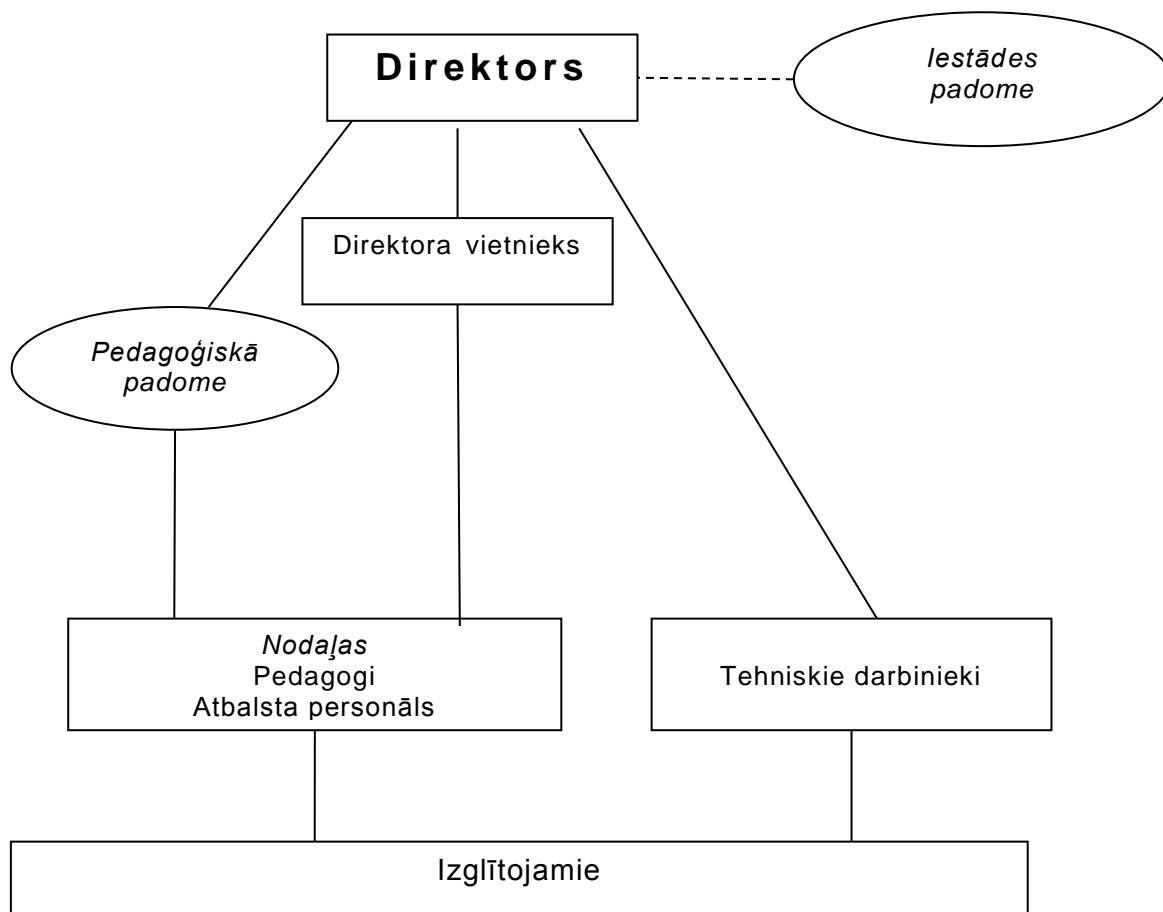 Direktors
Iestādes
padome
Direktora vietnieks
Pedagoģiskā
padome
Nodaļas
Pedagogi
Atbalsta personāls
Tehniskie darbinieki
Izglītojamie